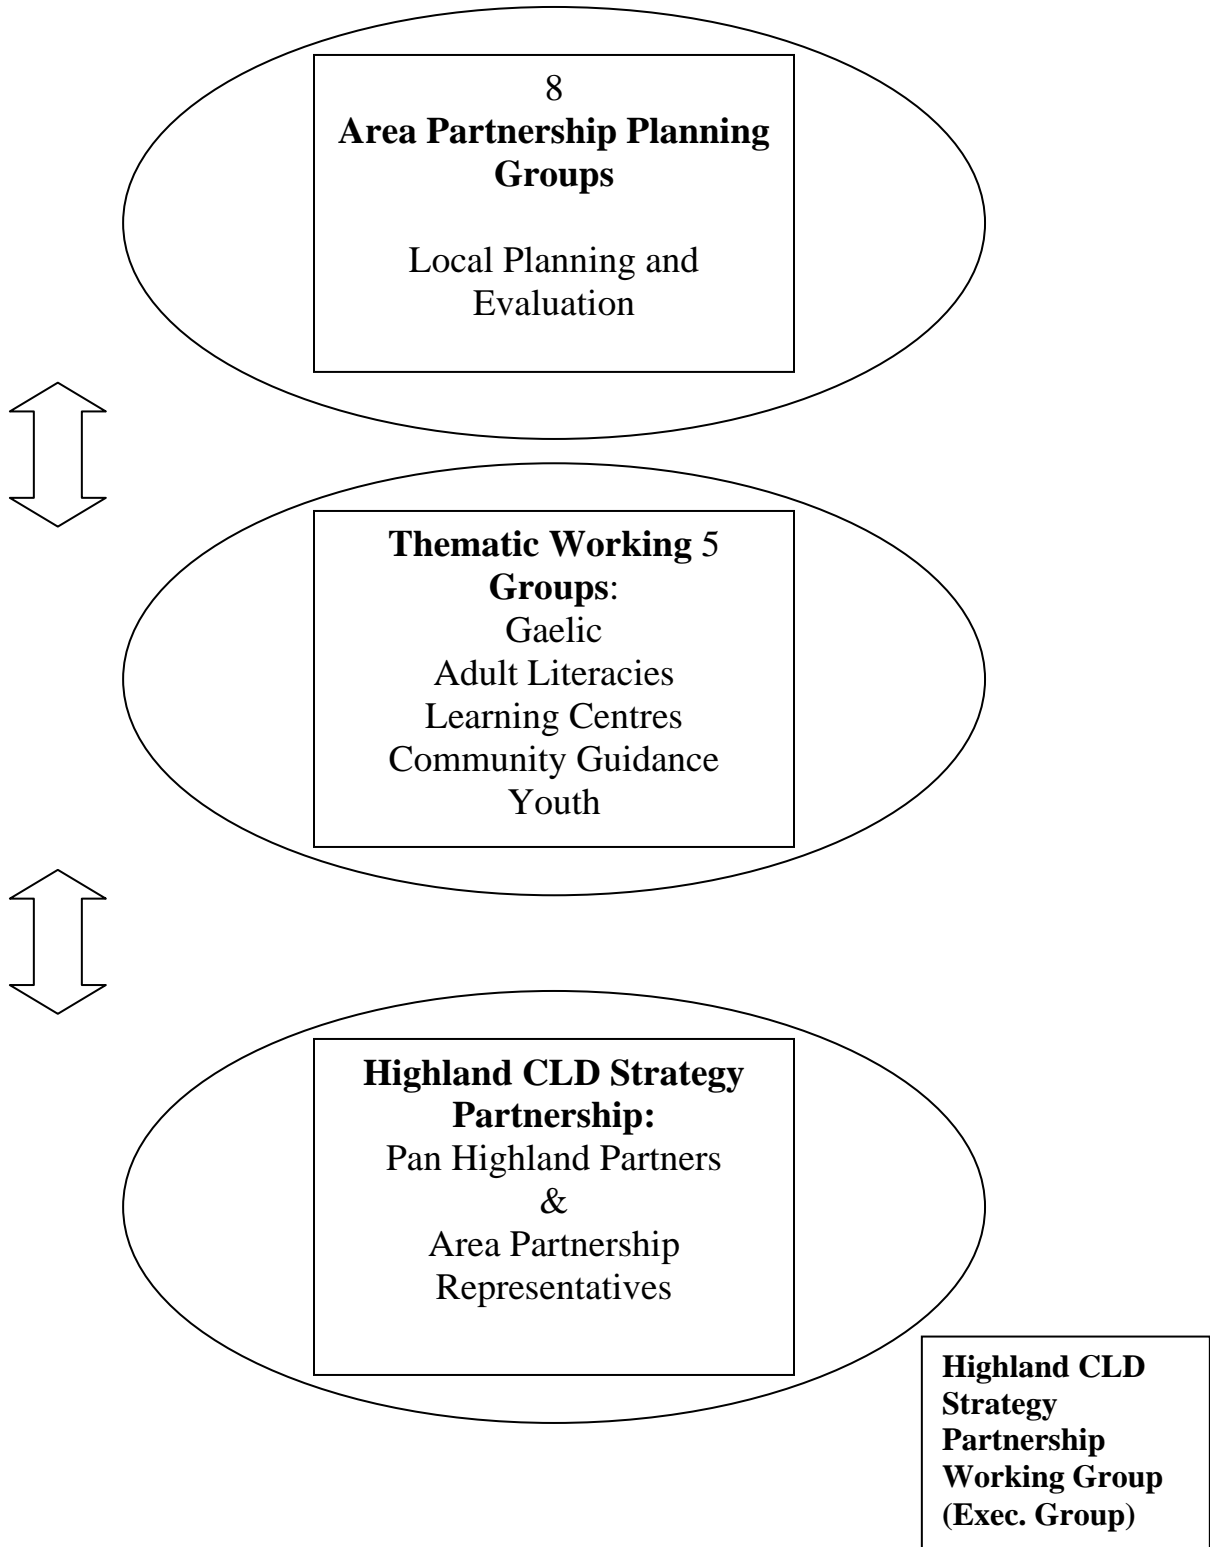 8
Area Partnership Planning
Groups
Local Planning and
Evaluation
Thematic Working 5
Groups:
Gaelic
Adult Literacies
Learning Centres
Community Guidance
Youth
Highland CLD Strategy
Partnership:
Pan Highland Partners
&
Area Partnership
Representatives
Highland CLD
Strategy
Partnership
Working Group
(Exec. Group)